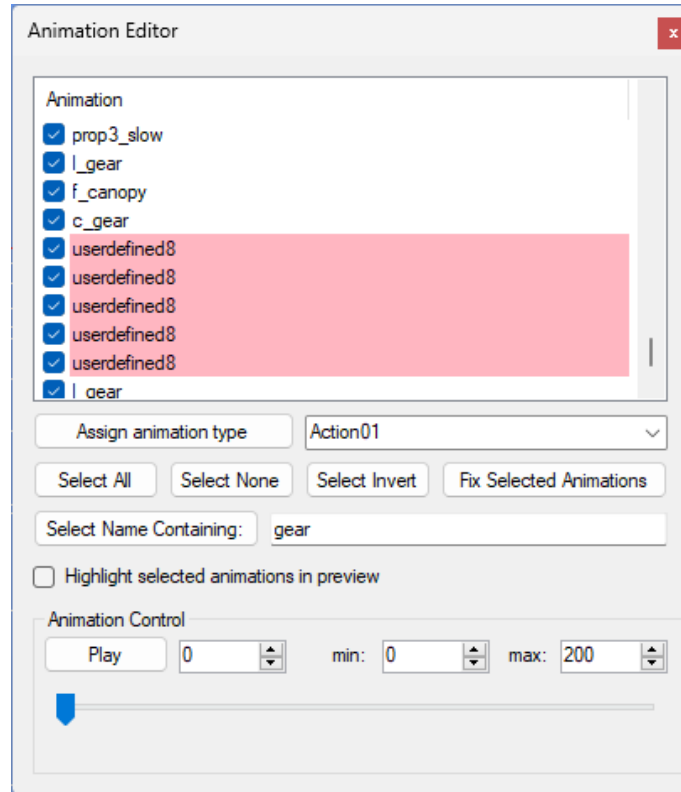 Animation Editor
x
Animation
prop3_slow
l_gear
f_canopy
c_gear
userdefined8
userdefined8
userdefined8
userdefined8
userdefined8
l_gear
Assign animation type Action01
Select All Select None Select Invert Fix Selected Animations
Select Name Containing: gear
Highlight selected animations in preview
Animation Control
Play 0 min: 0 max: 200